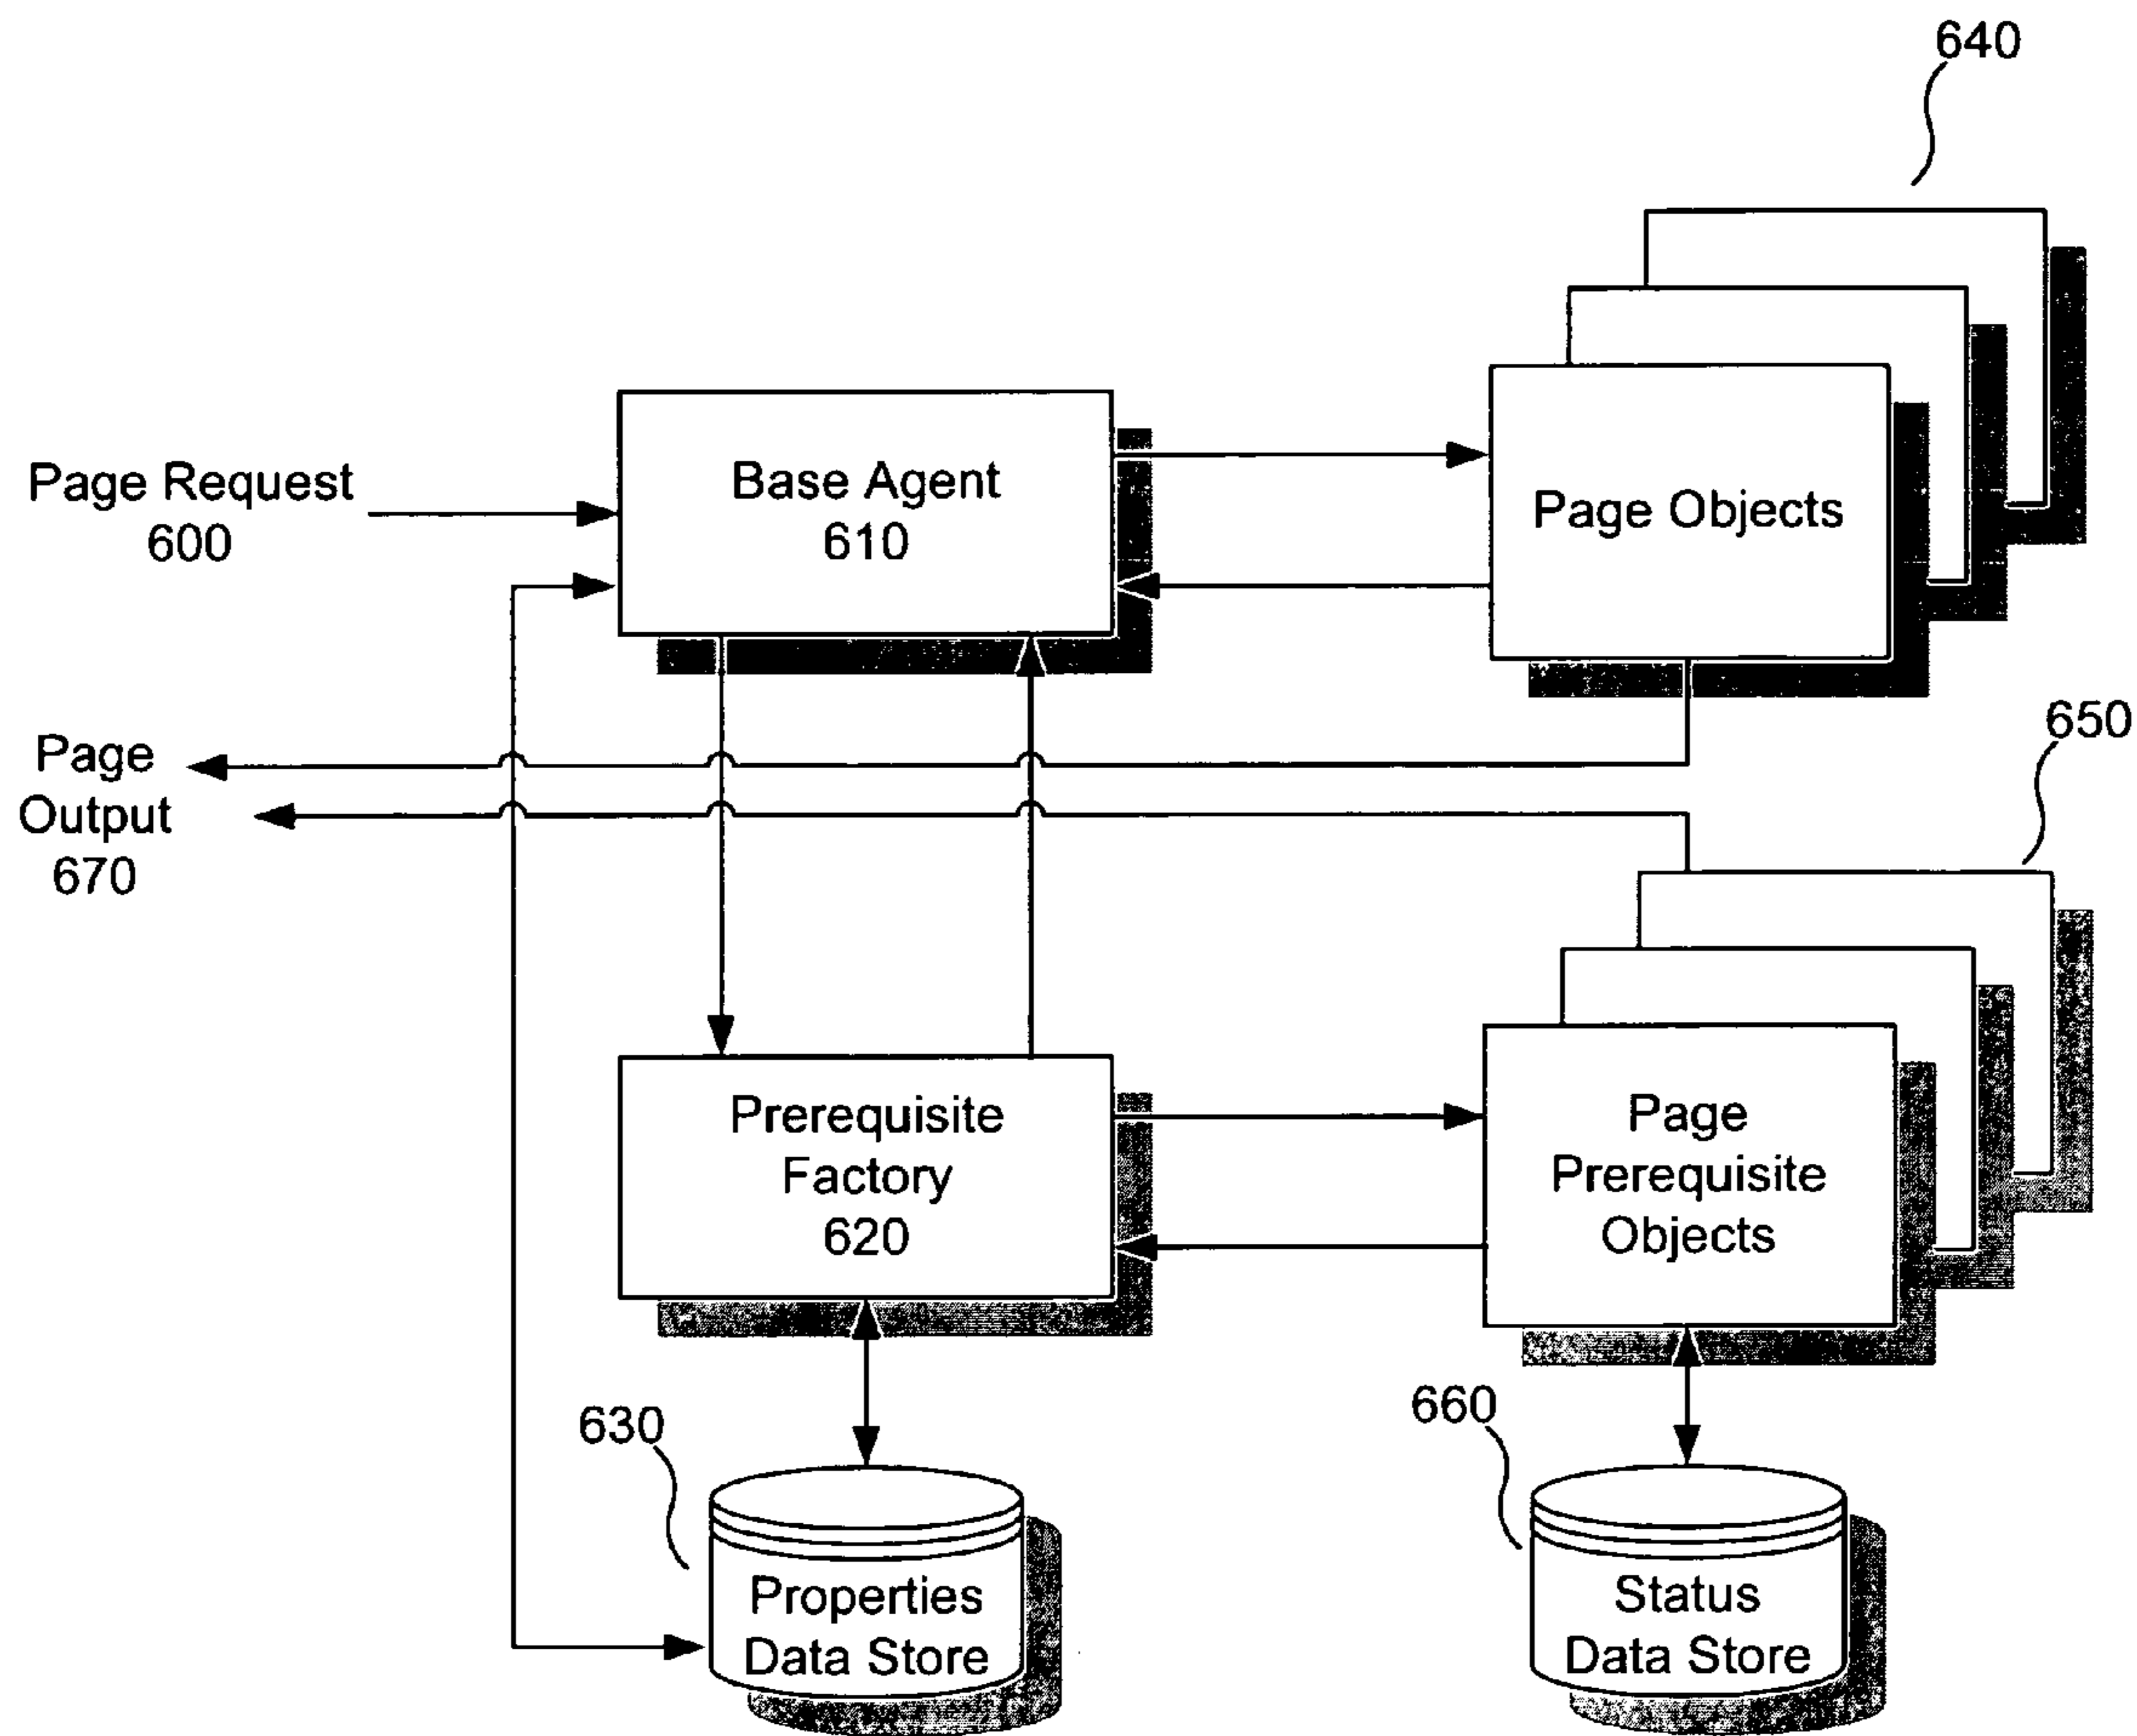 640
Page Request
600
Base Agent
610
Page Objects
650
Page
Output
670
Prerequisite
Factory
620
Page
Prerequisite
Objects
630
660
Properties
Data Store
Status
Data Store